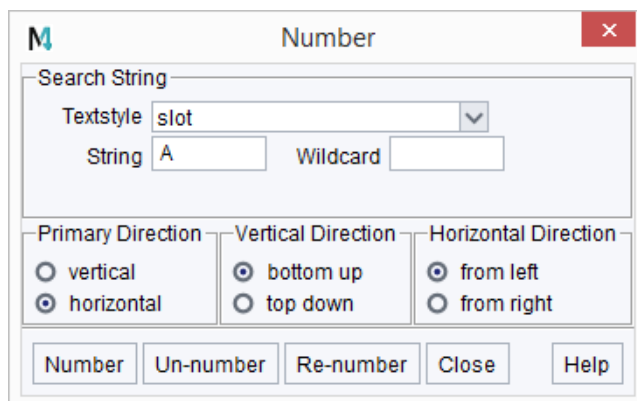 M4 Number ×
Search String
Textstyle slot
String A Wildcard
Primary Direction Vertical Direction Horizontal Direction
vertical bottom up from left
horizontal top down from right
Number Un-number Re-number Close Help